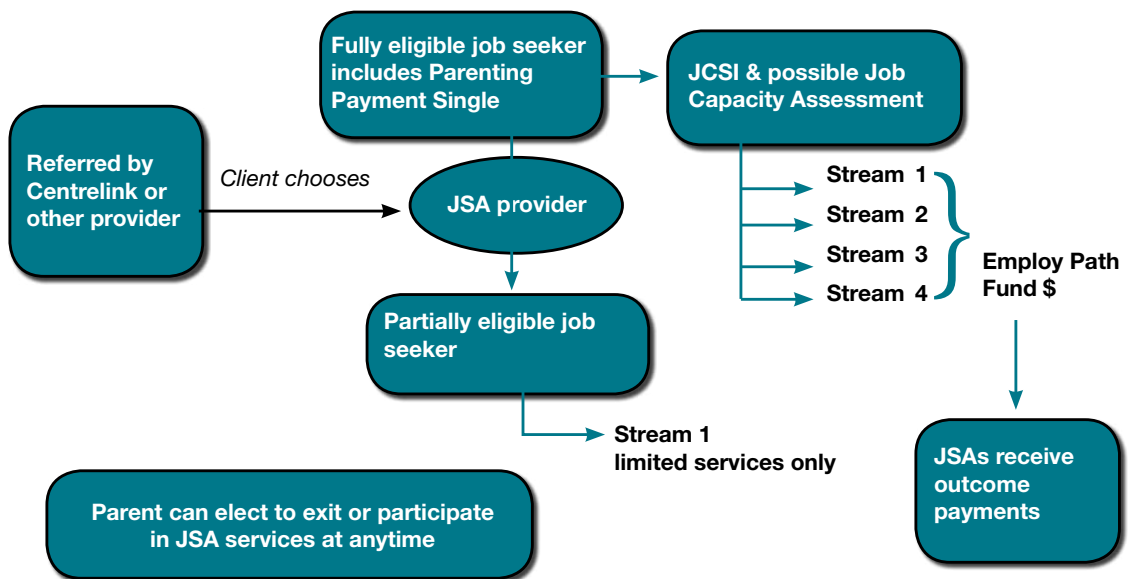 Fully eligible job seeker
includes Parenting
Payment Single
JCSI & possible Job
Capacity Assessment
Referred by
Centrelink or
other provider
Client chooses
JSA provider
Stream 1
Stream 2
Stream 3
Stream 4
Employ Path
Fund $
Partially eligible job
seeker
Stream 1
limited services only
JSAs receive
outcome
payments
Parent can elect to exit or participate
in JSA services at anytime